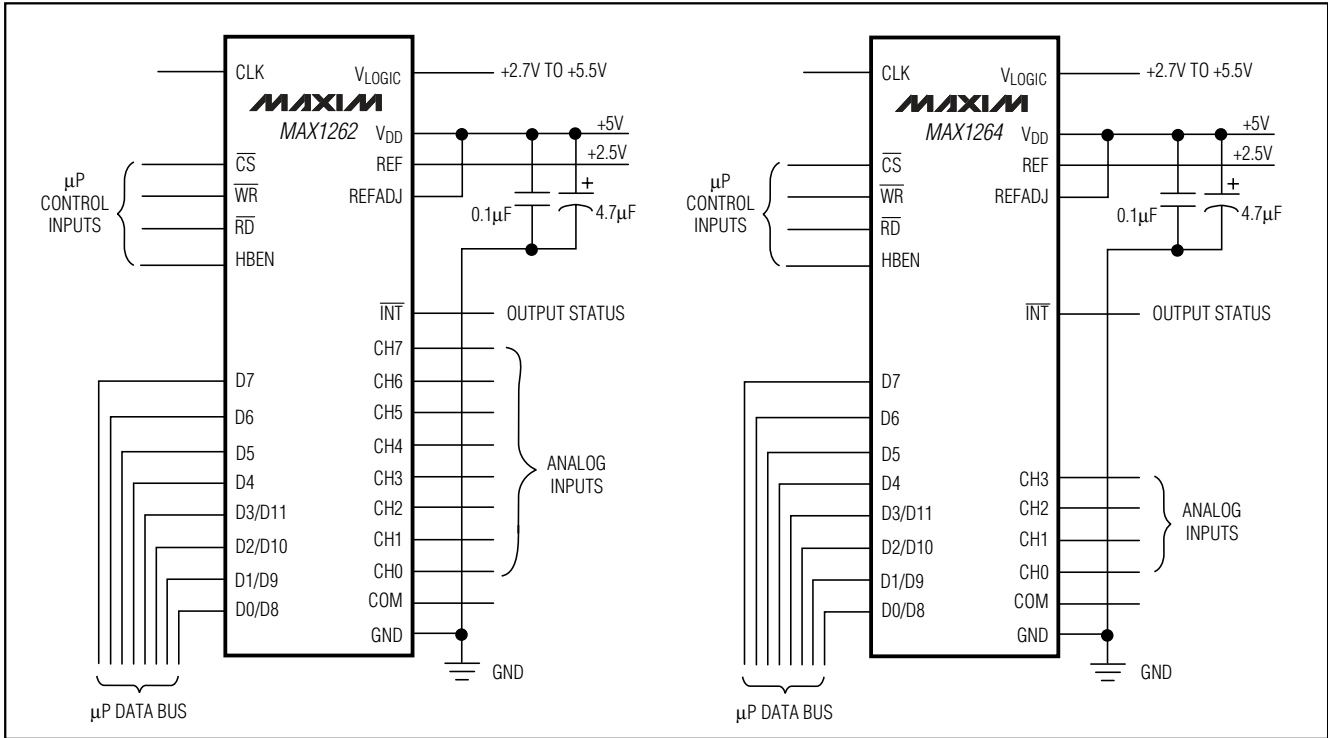 CLK
VLOGIC
+2.7V TO +5.5V
MAXIM
MAX1262
VDD
+5V
CS
REF
+2.5V
WR
REFADJ
µP
CONTROL
INPUTS
RD
HBEN
0.1µF
+
4.7µF
INT
OUTPUT STATUS
CH7
D7
CH6
D6
CH5
D5
CH4
D4
CH3
D3/D11
CH2
D2/D10
CH1
D1/D9
CH0
D0/D8
COM
GND
ANALOG
INPUTS
GND
µP DATA BUS
CLK
VLOGIC
+2.7V TO +5.5V
MAXIM
MAX1264
VDD
+5V
CS
REF
+2.5V
WR
REFADJ
µP
CONTROL
INPUTS
RD
HBEN
0.1µF
+
4.7µF
INT
OUTPUT STATUS
D7
D6
D5
D4
CH3
D3/D11
CH2
D2/D10
CH1
D1/D9
CH0
D0/D8
COM
GND
ANALOG
INPUTS
GND
µP DATA BUS